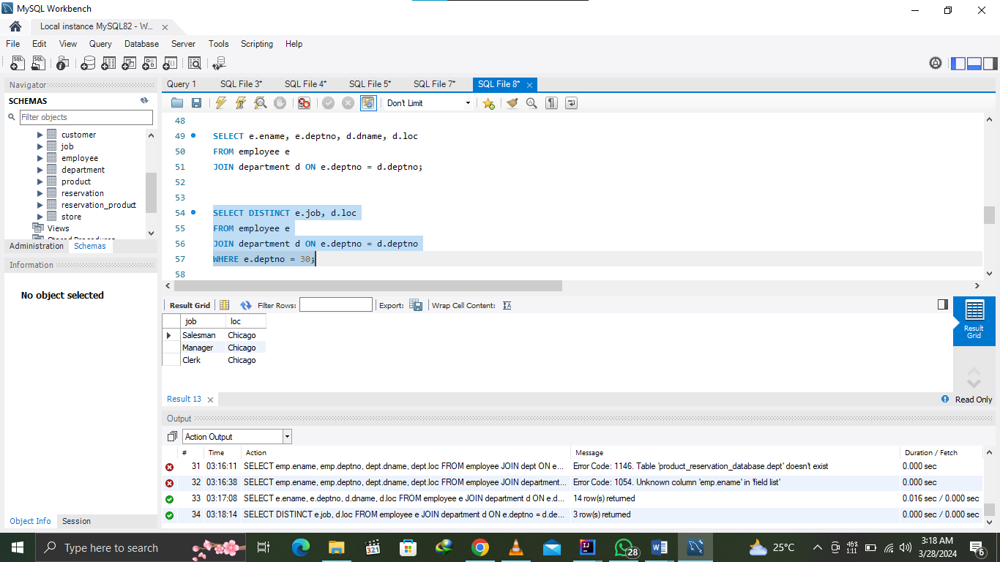 MySQL Workbench
Local instance MySQL82 - W...
File Edit View Query Database Server Tools Scripting Help
Navigator
SCHEMAS
Filter objects
customer
job
employee
department
product
reservation
reservation_product
store
Views
Stored Procedures
Administration Schemas
Information
No object selected
Object Info Session
Query 1 SQL File 3* SQL File 4* SQL File 5* SQL File 7* SQL File 8*
Don't Limit
48
49 SELECT e.ename, e.deptno, d.dname, d.loc
50 FROM employee e
51 JOIN department d ON e.deptno = d.deptno;
52
53
54 SELECT DISTINCT e.job, d.loc
55 FROM employee e
56 JOIN department d ON e.deptno = d.deptno
57 WHERE e.deptno = 30;
58
Result Grid Filter Rows: Export: Wrap Cell Content:
job loc
Salesman Chicago
Manager Chicago
Clerk Chicago
Result Grid
Result 13
Read Only
Output
Action Output
# Time Action Message Duration / Fetch
31 03:16:11 SELECT emp.ename, emp.deptno, dept.dname, dept.loc FROM employee JOIN dept ON e... Error Code: 1146. Table 'product_reservation_database.dept' doesn't exist 0.000 sec
32 03:16:38 SELECT emp.ename, emp.deptno, dept.dname, dept.loc FROM employee JOIN department... Error Code: 1054. Unknown column 'emp.ename' in 'field list' 0.000 sec
33 03:17:08 SELECT e.ename, e.deptno, d.dname, d.loc FROM employee e JOIN department d ON e.d... 14 row(s) returned 0.016 sec / 0.000 sec
34 03:18:14 SELECT DISTINCT e.job, d.loc FROM employee e JOIN department d ON e.deptno = d.de... 3 row(s) returned 0.000 sec / 0.000 sec
Type here to search
321
28
25°C
46%
1:11
3:18 AM
3/28/2024
6